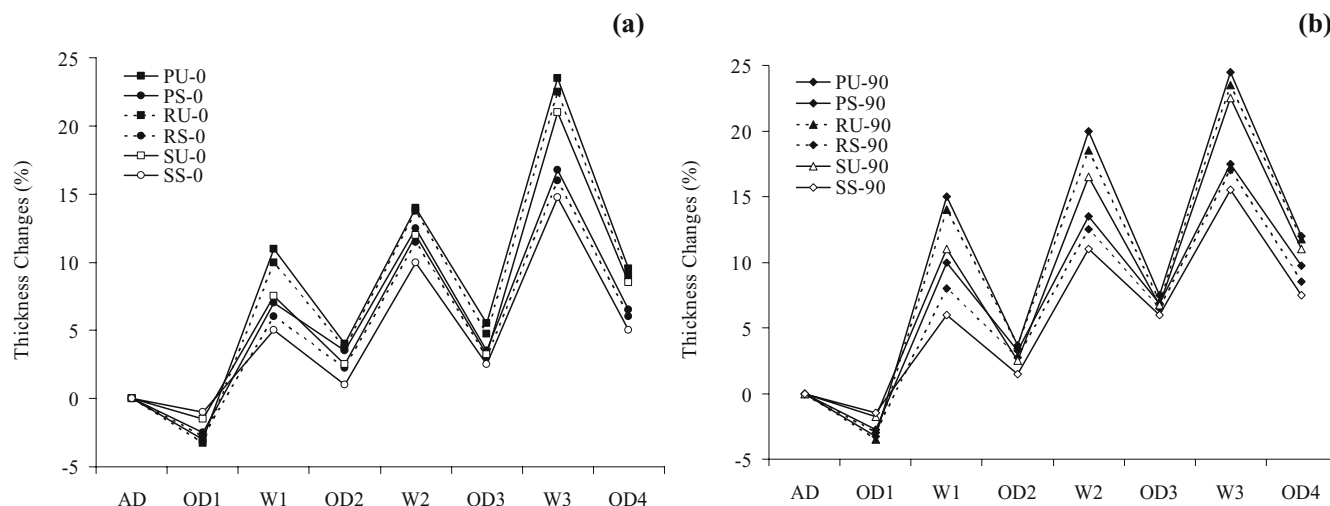 (a)
Thickness Changes (%)
25
20
15
10
5
0
-5
PU-0
PS-0
RU-0
RS-0
SU-0
SS-0
AD OD1 W1 OD2 W2 OD3 W3 OD4
(b)
Thickness Changes (%)
25
20
15
10
5
0
-5
PU-90
PS-90
RU-90
RS-90
SU-90
SS-90
AD OD1 W1 OD2 W2 OD3 W3 OD4